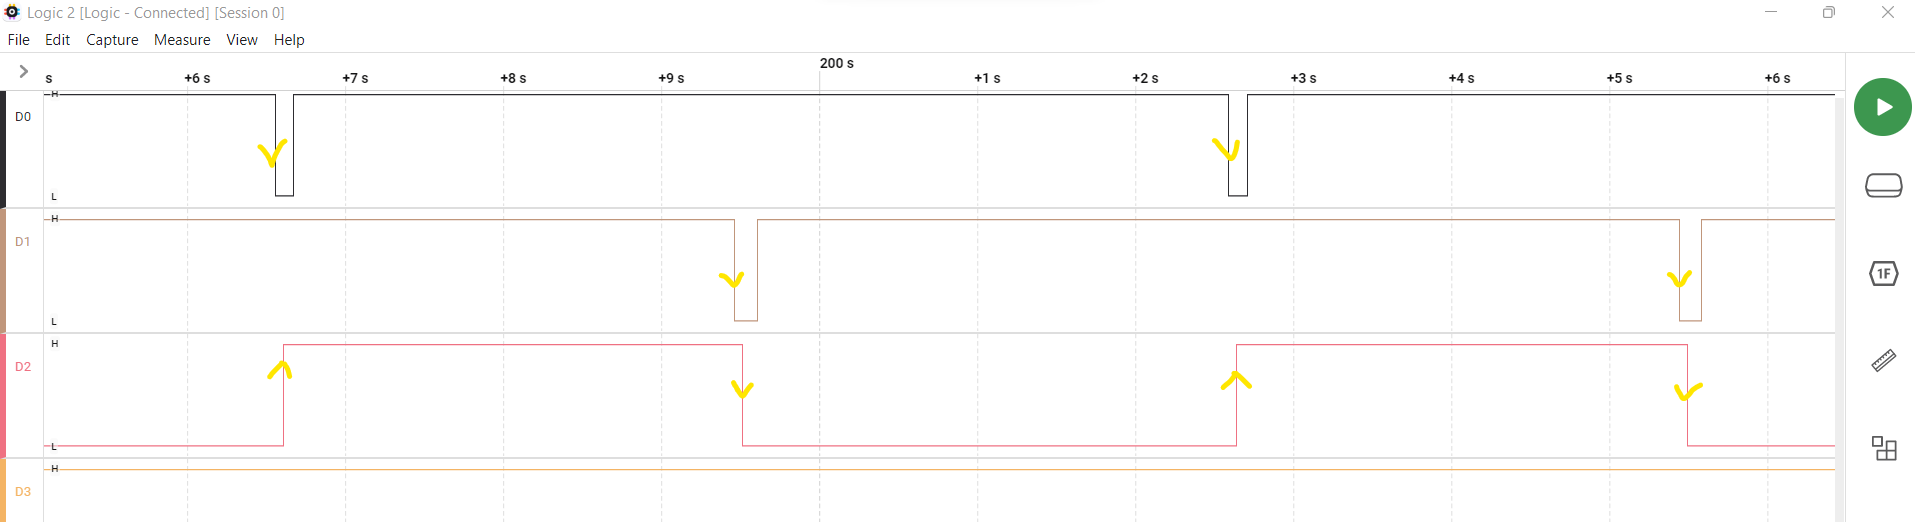 Logic 2 [Logic - Connected] [Session 0]
File Edit Capture Measure View Help
200 s
s +6 s +7 s +8 s +9 s +1 s +2 s +3 s +4 s +5 s +6 s
H
D0
L
H
D1
L
1F
H
D2
L
H
D3